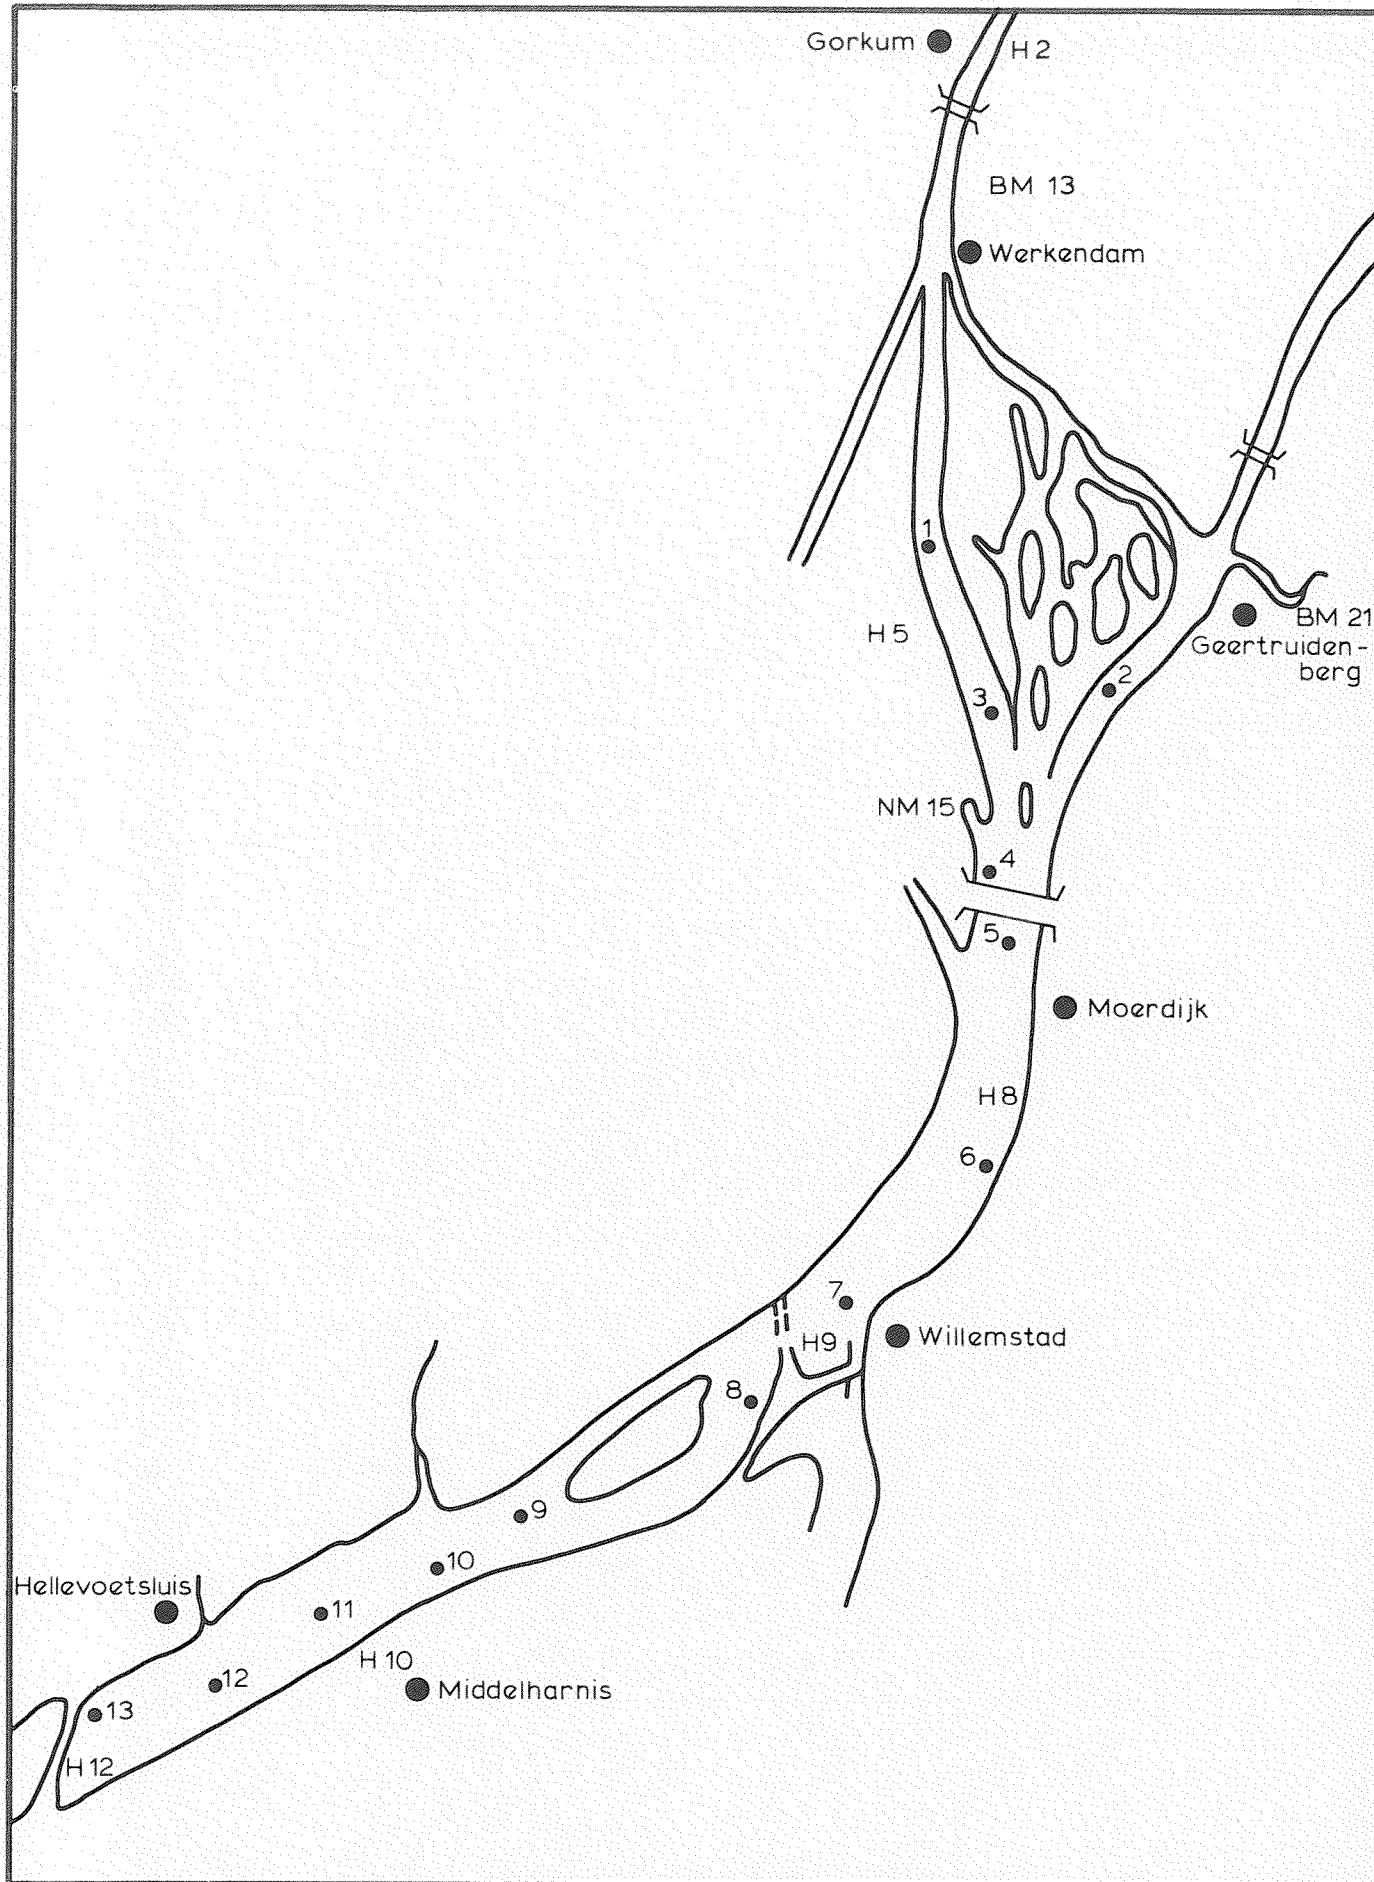 Gorkum
H 2
BM 13
Werkendam
1
H 5
BM 21
Geertruiden-
berg
2
3
NM 15
4
5
Moerdijk
H 8
6
7
Willemstad
H9
8
9
10
Hellevoetsluis
11
H 10
12
Middelharnis
13
H 12